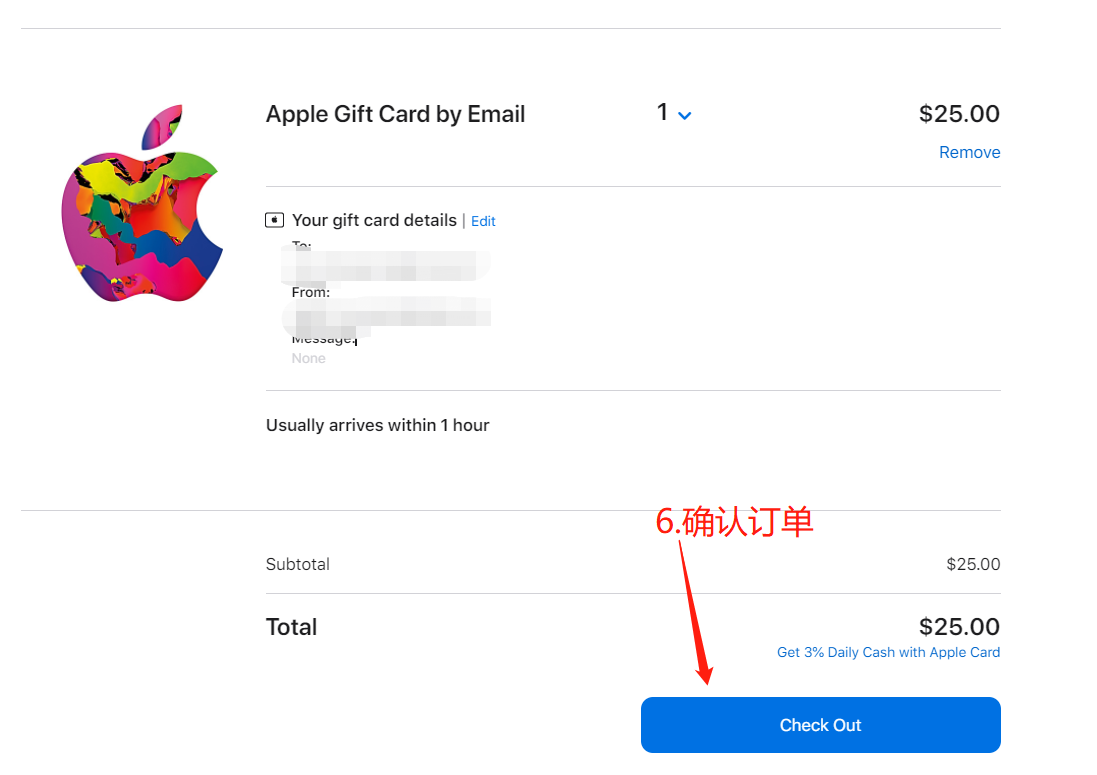 Apple Gift Card by Email
1
$25.00
Remove
Your gift card details | Edit
To:
From:
Message:
None
Usually arrives within 1 hour
6.确认订单
Subtotal
$25.00
Total
$25.00
Get 3% Daily Cash with Apple Card
Check Out